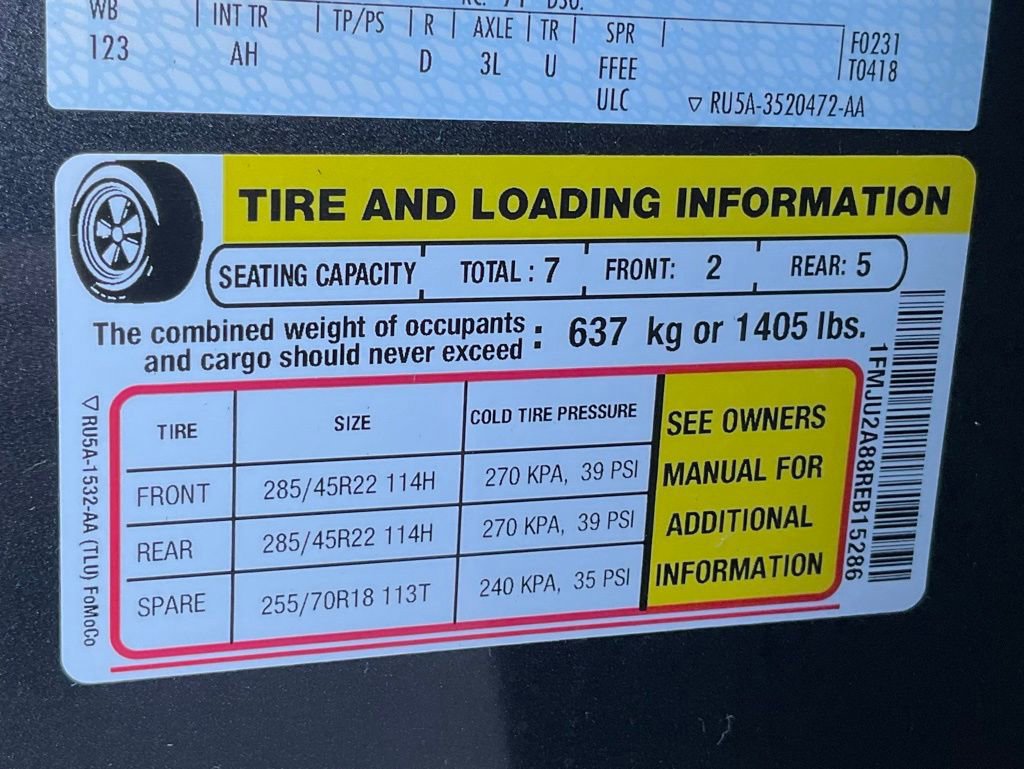 WB | INT TR | TP/PS | R | AXLE | TR | SPR |
123 AH D 3L U FFEE
ULC
F0231
T0418
▽ RU5A-3520472-AA
TIRE AND LOADING INFORMATION
SEATING CAPACITY TOTAL : 7 FRONT: 2 REAR: 5
The combined weight of occupants
and cargo should never exceed : 637 kg or 1405 lbs.
TIRE SIZE COLD TIRE PRESSURE
FRONT 285/45R22 114H 270 KPA, 39 PSI
REAR 285/45R22 114H 270 KPA, 39 PSI
SPARE 255/70R18 113T 240 KPA, 35 PSI
SEE OWNERS
MANUAL FOR
ADDITIONAL
INFORMATION
▽RU5A-1532-AA (TLU) FoMoCo
1FMJU2A88REB15286